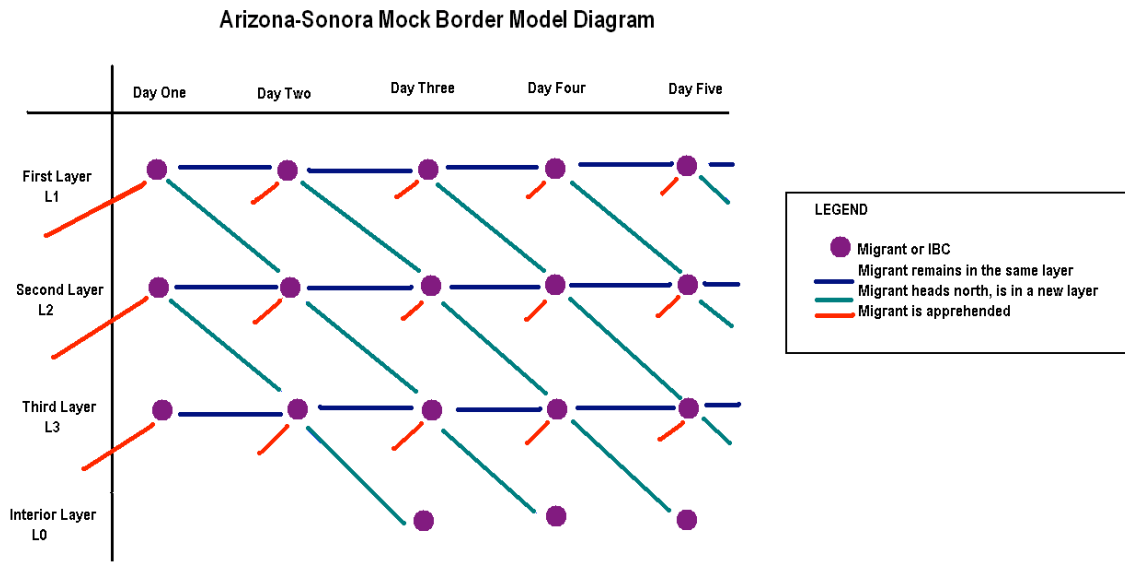 Arizona-Sonora Mock Border Model Diagram
Day One
Day Two
Day Three
Day Four
Day Five
First Layer
L1
Second Layer
L2
Third Layer
L3
Interior Layer
L0
LEGEND
Migrant or IBC
Migrant remains in the same layer
Migrant heads north, is in a new layer
Migrant is apprehended